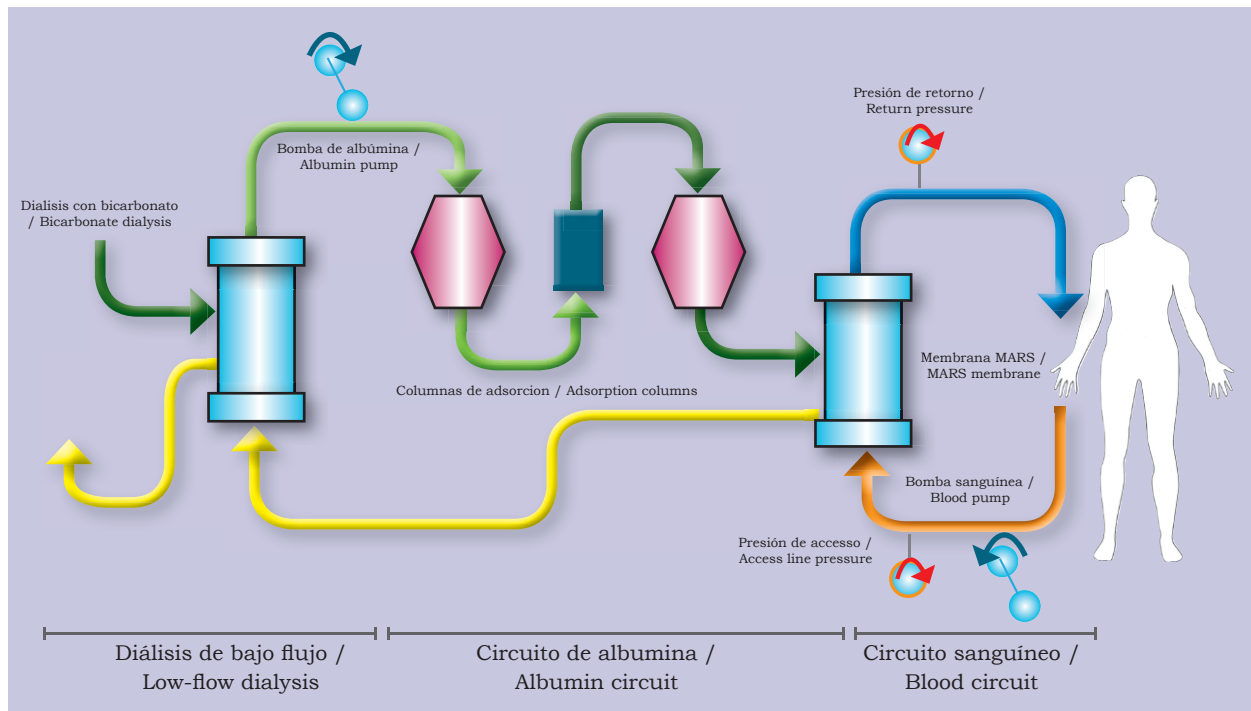 Presión de retorno /
Return pressure
Bomba de albúmina /
Albumin pump
Dialisis con bicarbonato
/ Bicarbonate dialysis
Membrana MARS /
MARS membrane
Columnas de adsorcion / Adsorption columns
Bomba sanguínea /
Blood pump
Presión de accesso /
Access line pressure
Diálisis de bajo flujo /
Low-flow dialysis
Circuito de albumina /
Albumin circuit
Circuito sanguíneo /
Blood circuit